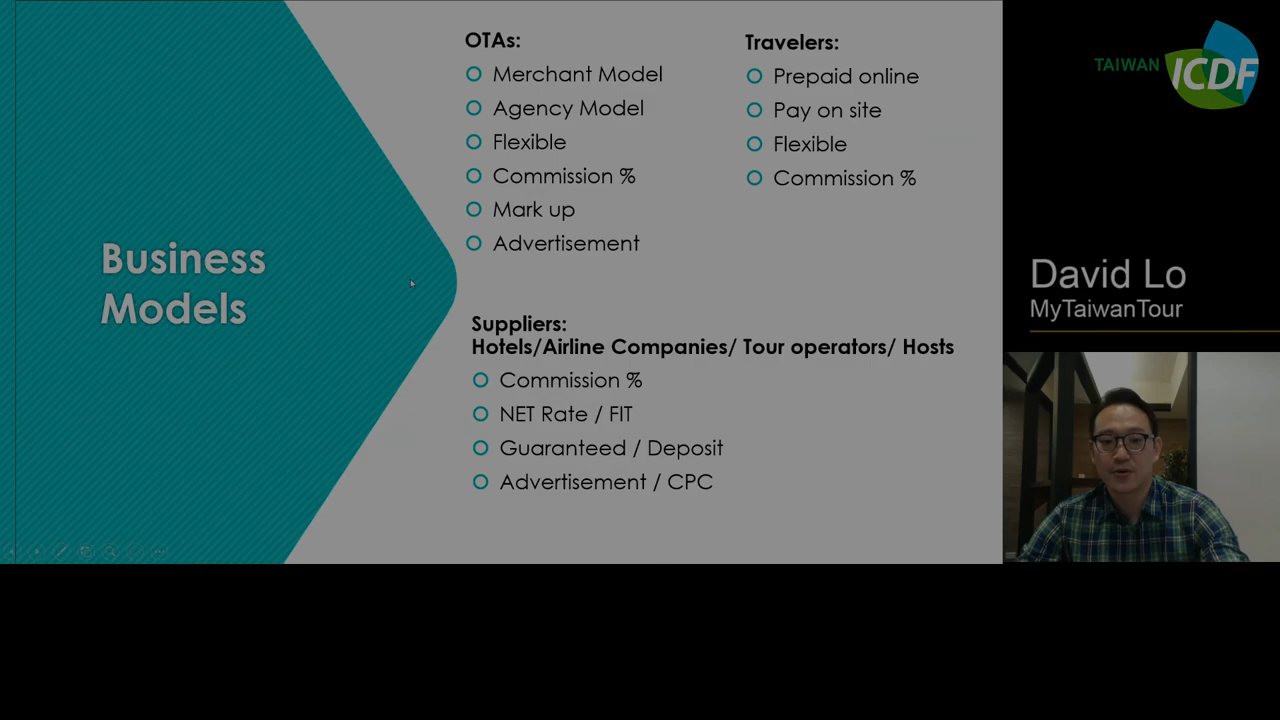 Business
Models
OTAs:
Merchant Model
Agency Model
Flexible
Commission %
Mark up
Advertisement
Travelers:
Prepaid online
Pay on site
Flexible
Commission %
Suppliers:
Hotels/Airline Companies/ Tour operators/ Hosts
Commission %
NET Rate / FIT
Guaranteed / Deposit
Advertisement / CPC
TAIWAN ICDF
David Lo
MyTaiwanTour